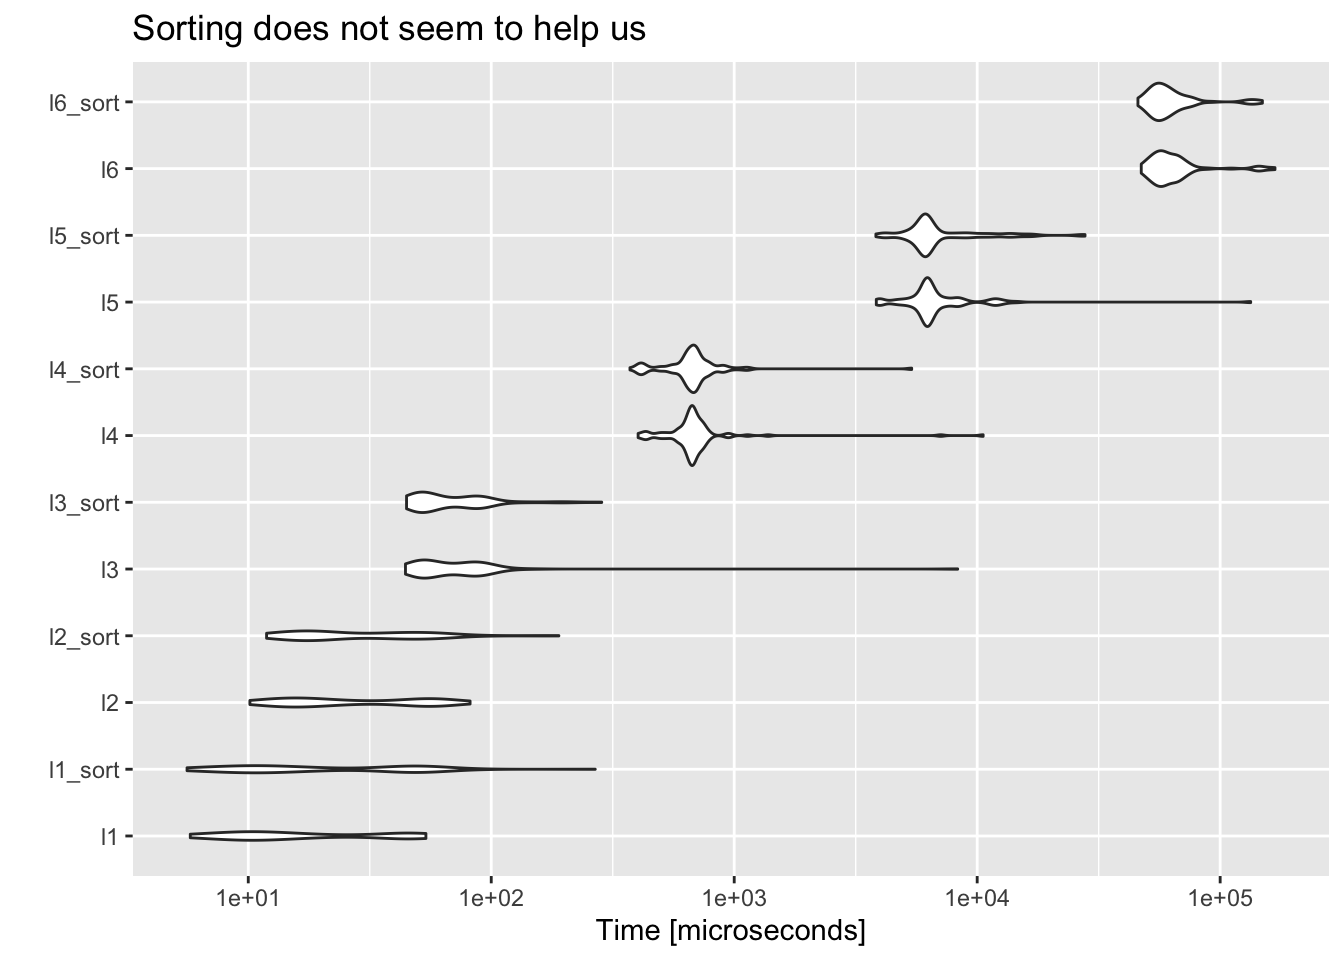 Sorting does not seem to help us
l6_sort
l6
l5_sort
l5
l4_sort
l4
l3_sort
l3
l2_sort
l2
l1_sort
l1
1e+01 1e+02 1e+03 1e+04 1e+05
Time [microseconds]